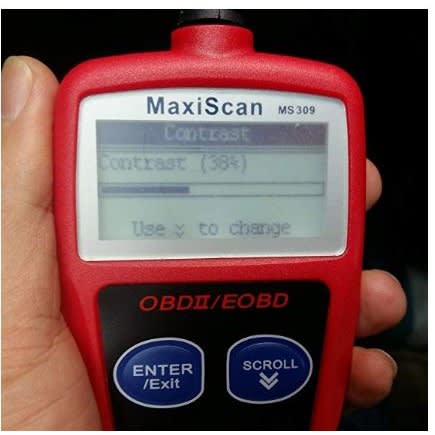 MaxiScan MS309
Contrast
Contrast (38%)
Use to change
OBDII/EOBD
ENTER
/Exit
SCROLL